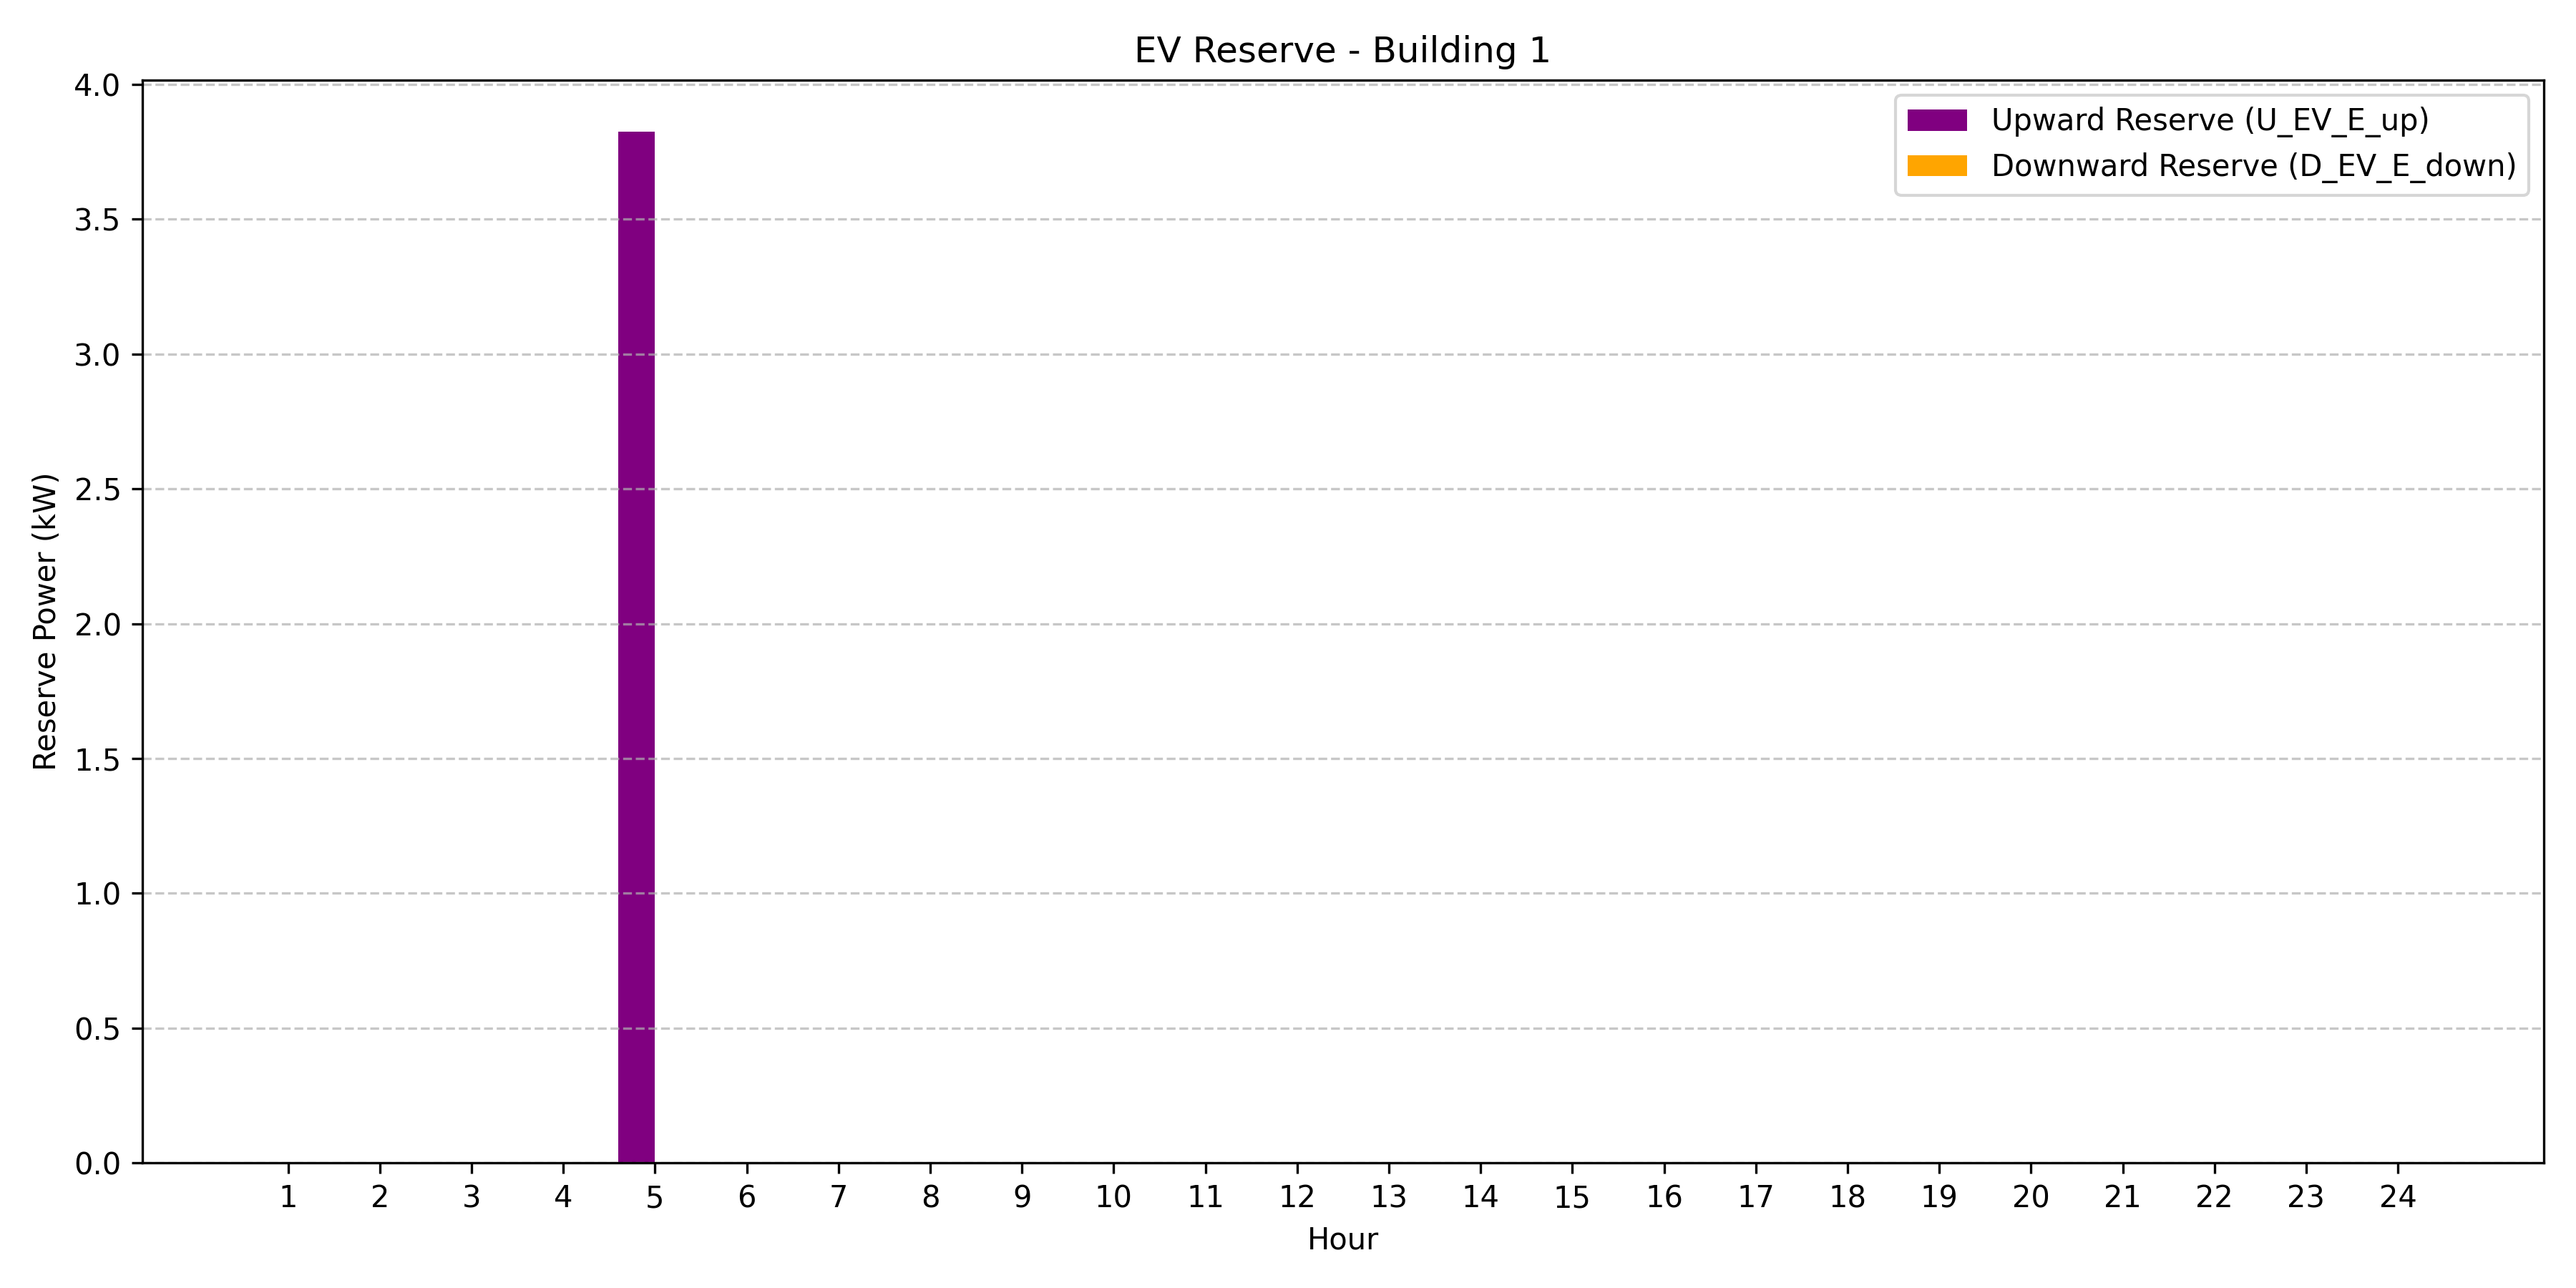 EV Reserve - Building 1
Upward Reserve (U_EV_E_up)
Downward Reserve (D_EV_E_down)
Reserve Power (kW)
4.0
3.5
3.0
2.5
2.0
1.5
1.0
0.5
0.0
1 2 3 4 5 6 7 8 9 10 11 12 13 14 15 16 17 18 19 20 21 22 23 24
Hour